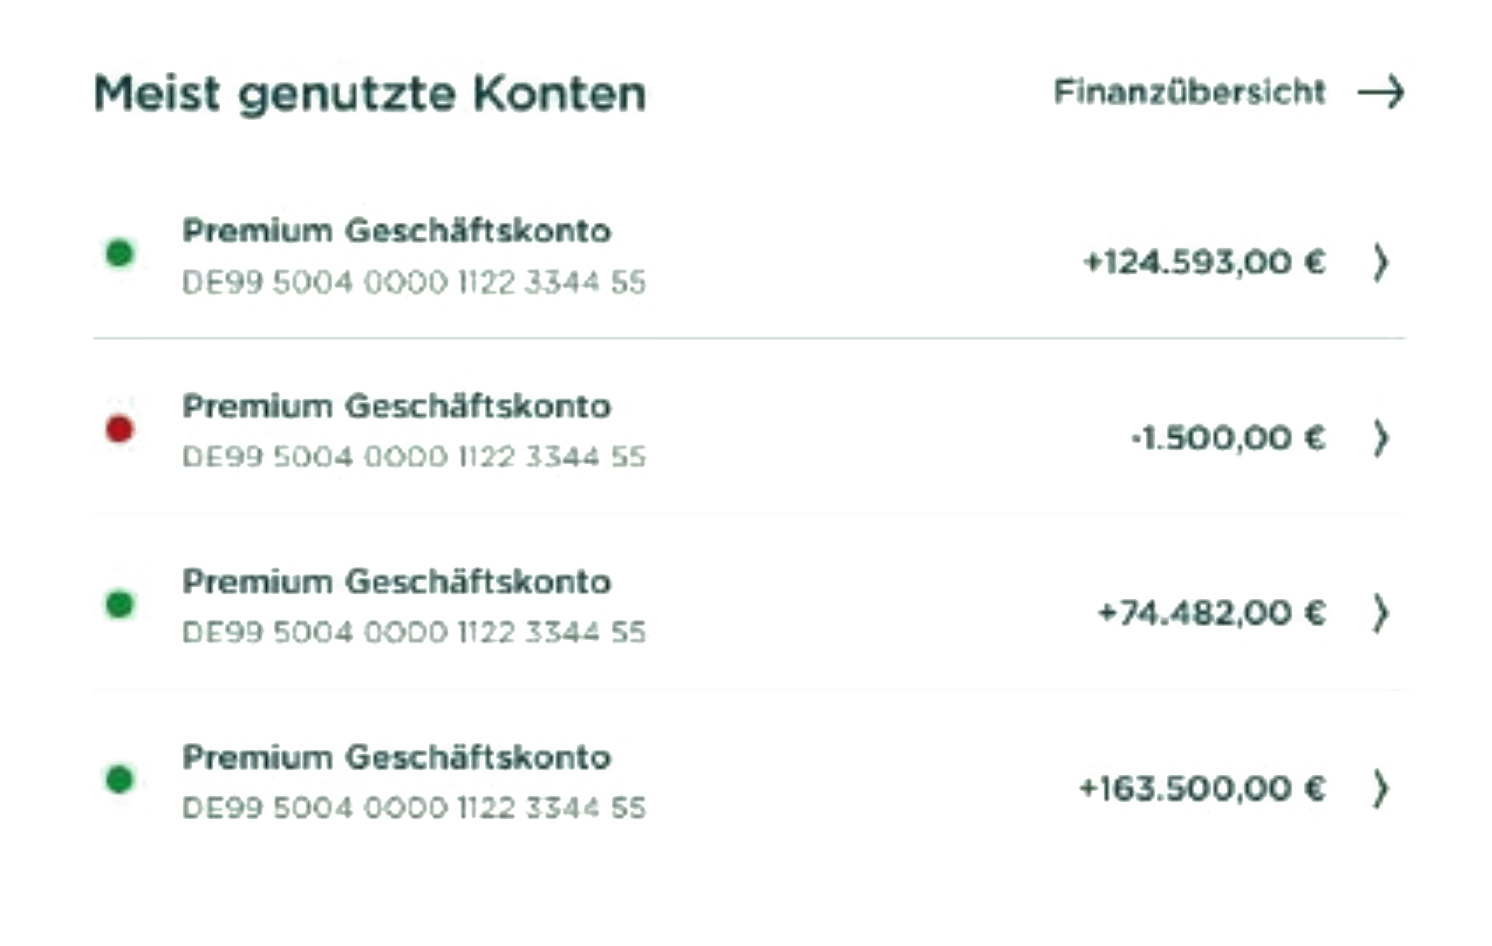 Meist genutzte Konten
Finanzübersicht
Premium Geschäftskonto
DE99 5004 0000 1122 3344 55
+124.593,00 €
Premium Geschäftskonto
DE99 5004 0000 1122 3344 55
-1.500,00 €
Premium Geschäftskonto
DE99 5004 0000 1122 3344 55
+74.482,00 €
Premium Geschäftskonto
DE99 5004 0000 1122 3344 55
+163.500,00 €